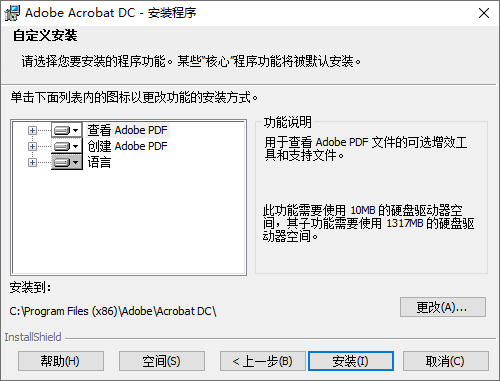 Adobe Acrobat DC - 安装程序
自定义安装
请选择您要安装的程序功能。某些"核心"程序功能将被默认安装。
单击下面列表内的图标以更改功能的安装方式。
查看 Adobe PDF
创建 Adobe PDF
语言
功能说明
用于查看 Adobe PDF 文件的可选增效工
具和支持文件。
此功能需要使用 10MB 的硬盘驱动器空
间，其子功能需要使用 1317MB 的硬盘驱
动器空间。
安装到:
C:\Program Files (x86)\Adobe\Acrobat DC\
更改(A)...
InstallShield
帮助(H)
空间(S)
< 上一步(B)
安装(I)
取消(C)